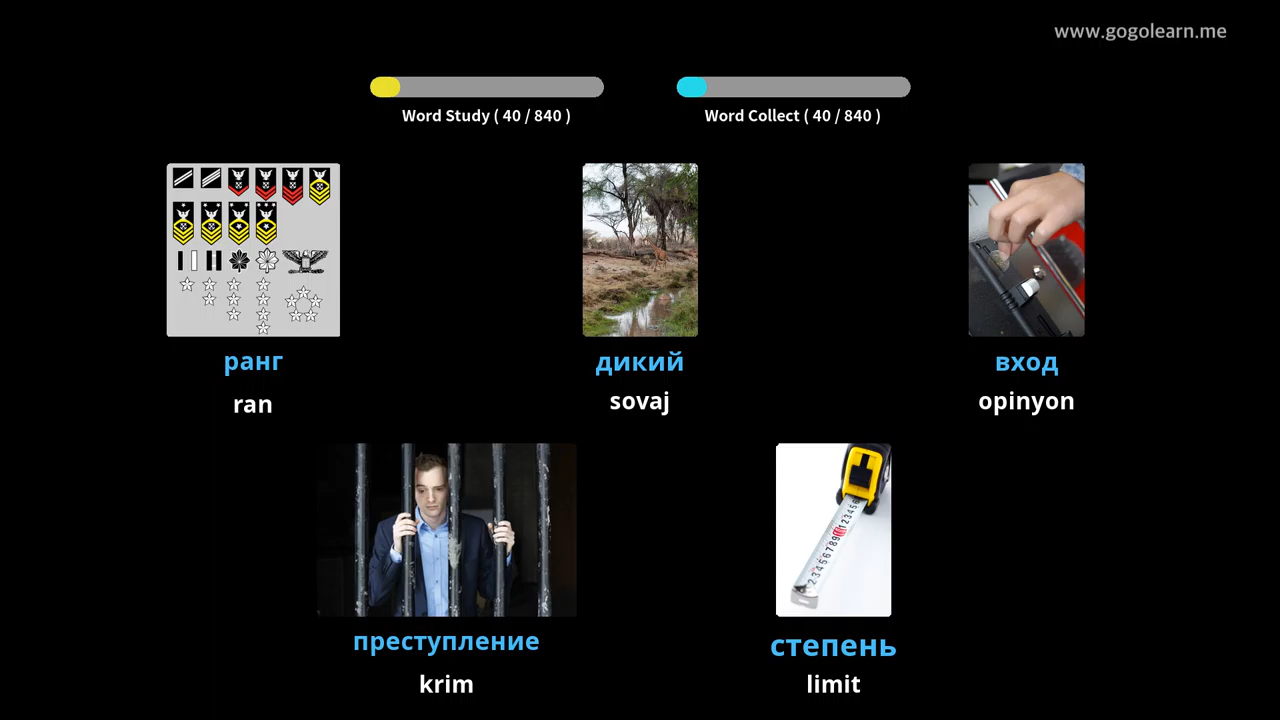 www.gogolearn.me
Word Study ( 40 / 840 )
Word Collect ( 40 / 840 )
ранг
ran
дикий
sovaj
вход
opinyon
преступление
krim
степень
limit